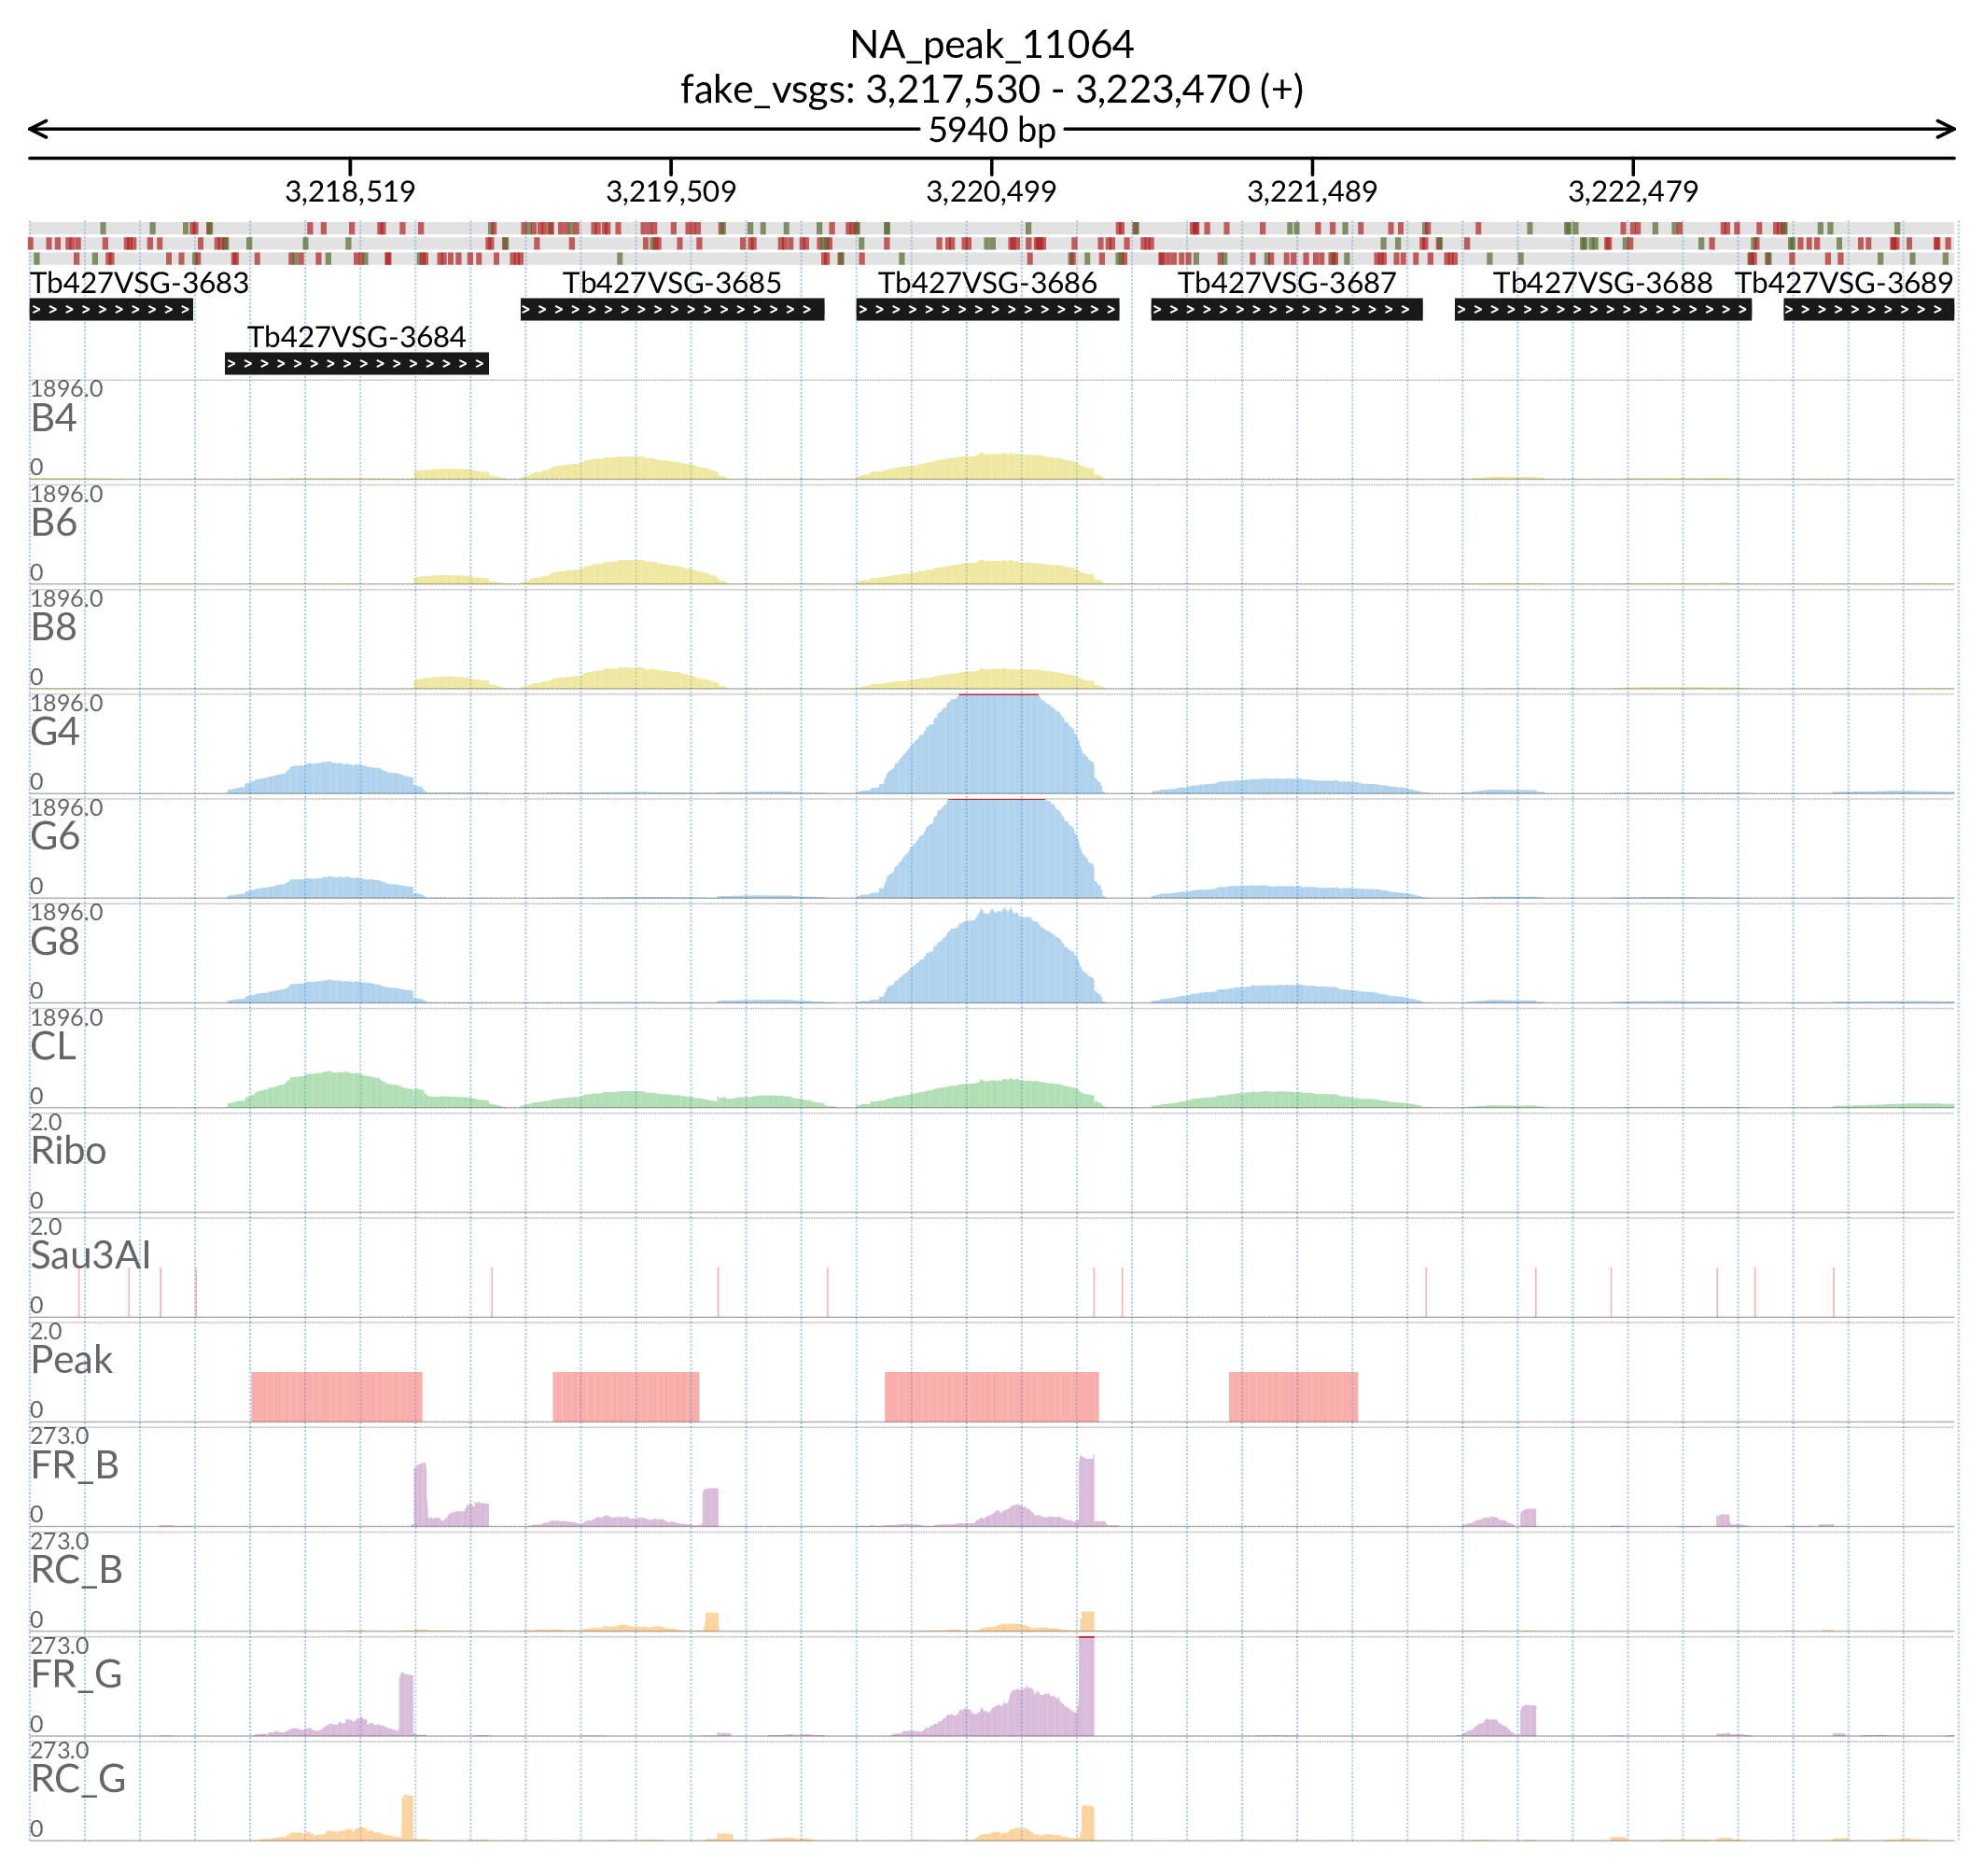 NA_peak_11064
fake_vsgs: 3,217,530 - 3,223,470 (+)
5940 bp
3,218,519 3,219,509 3,220,499 3,221,489 3,222,479
Tb427VSG-3683 Tb427VSG-3685 Tb427VSG-3686 Tb427VSG-3687 Tb427VSG-3688 Tb427VSG-3689
Tb427VSG-3684
1896.0
B4
0
1896.0
B6
0
1896.0
B8
0
1896.0
G4
0
1896.0
G6
0
1896.0
G8
0
1896.0
CL
0
2.0
Ribo
0
2.0
Sau3AI
0
2.0
Peak
0
273.0
FR_B
0
273.0
RC_B
0
273.0
FR_G
0
273.0
RC_G
0